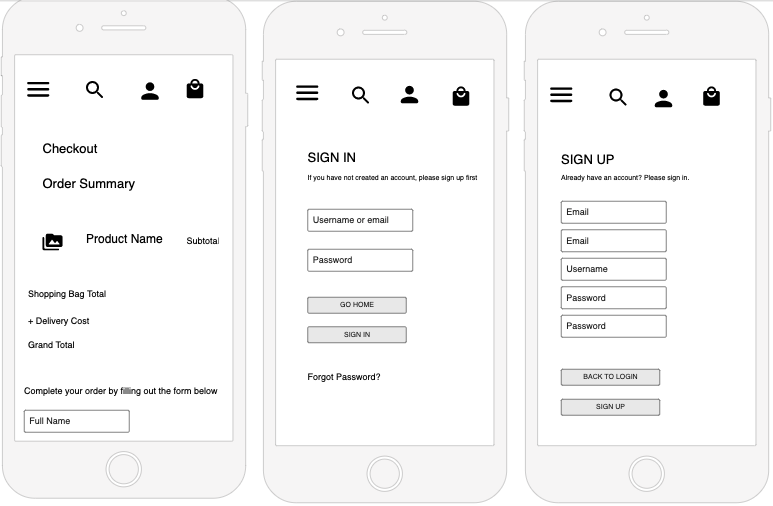 Checkout
Order Summary
Product Name Subtotal
Shopping Bag Total
+ Delivery Cost
Grand Total
Complete your order by filling out the form below
Full Name
SIGN IN
If you have not created an account, please sign up first
Username or email
Password
GO HOME
SIGN IN
Forgot Password?
SIGN UP
Already have an account? Please sign in.
Email
Email
Username
Password
Password
BACK TO LOGIN
SIGN UP